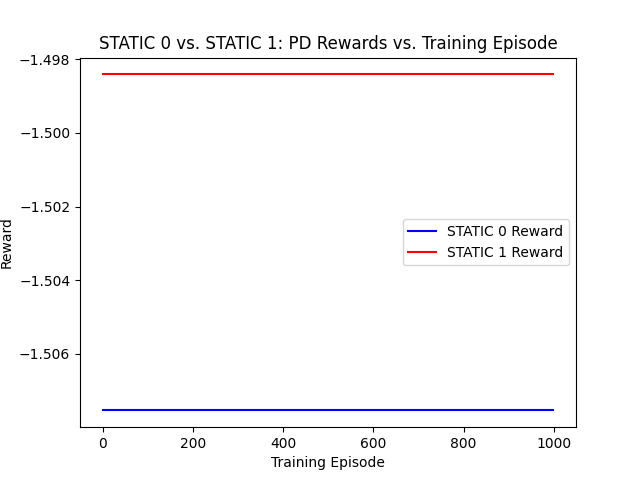 STATIC 0 vs. STATIC 1: PD Rewards vs. Training Episode
−1.498
−1.500
−1.502
−1.504
−1.506
Reward
STATIC 0 Reward
STATIC 1 Reward
0 200 400 600 800 1000
Training Episode